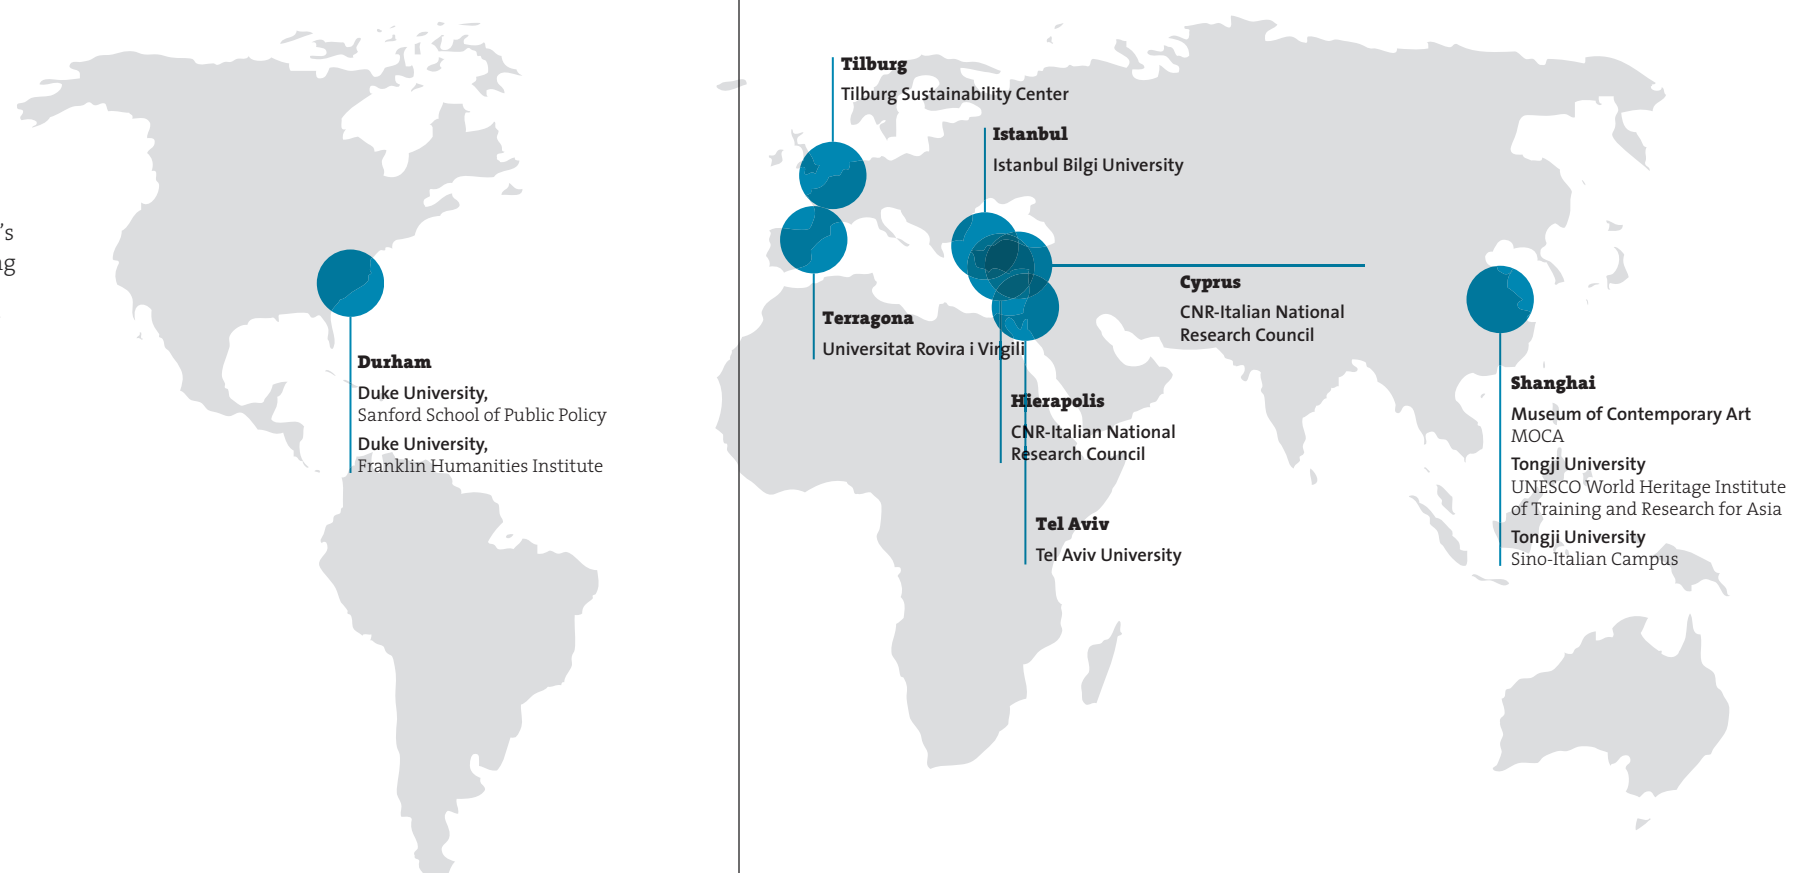 's
Durham
Duke University,
Sanford School of Public Policy
Duke University,
Franklin Humanities Institute
Tilburg
Tilburg Sustainability Center
Istanbul
Istanbul Bilgi University
Terragona
Universitat Rovira i Virgili
Cyprus
CNR-Italian National
Research Council
Hierapolis
CNR-Italian National
Research Council
Tel Aviv
Tel Aviv University
Shanghai
Museum of Contemporary Art
MOCA
Tongji University
UNESCO World Heritage Institute
of Training and Research for Asia
Tongji University
Sino-Italian Campus